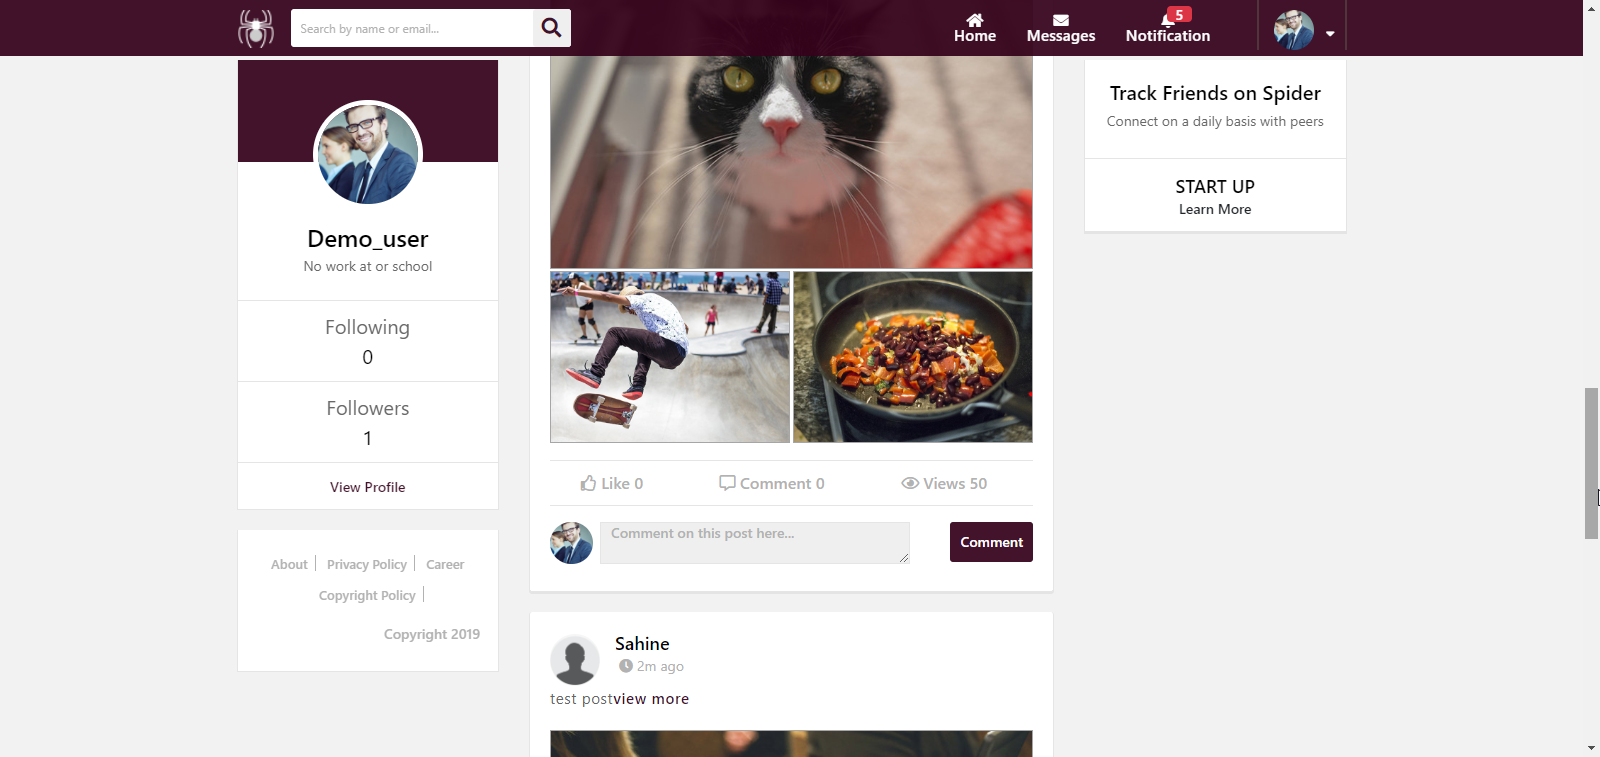 Search by name or email...
Home
Messages
5
Notification
Demo_user
No work at or school
Following
0
Followers
1
View Profile
About
Privacy Policy
Career
Copyright Policy
Copyright 2019
Like 0
Comment 0
Views 50
Comment on this post here...
Comment
Sahine
2m ago
test postview more
Track Friends on Spider
Connect on a daily basis with peers
START UP
Learn More